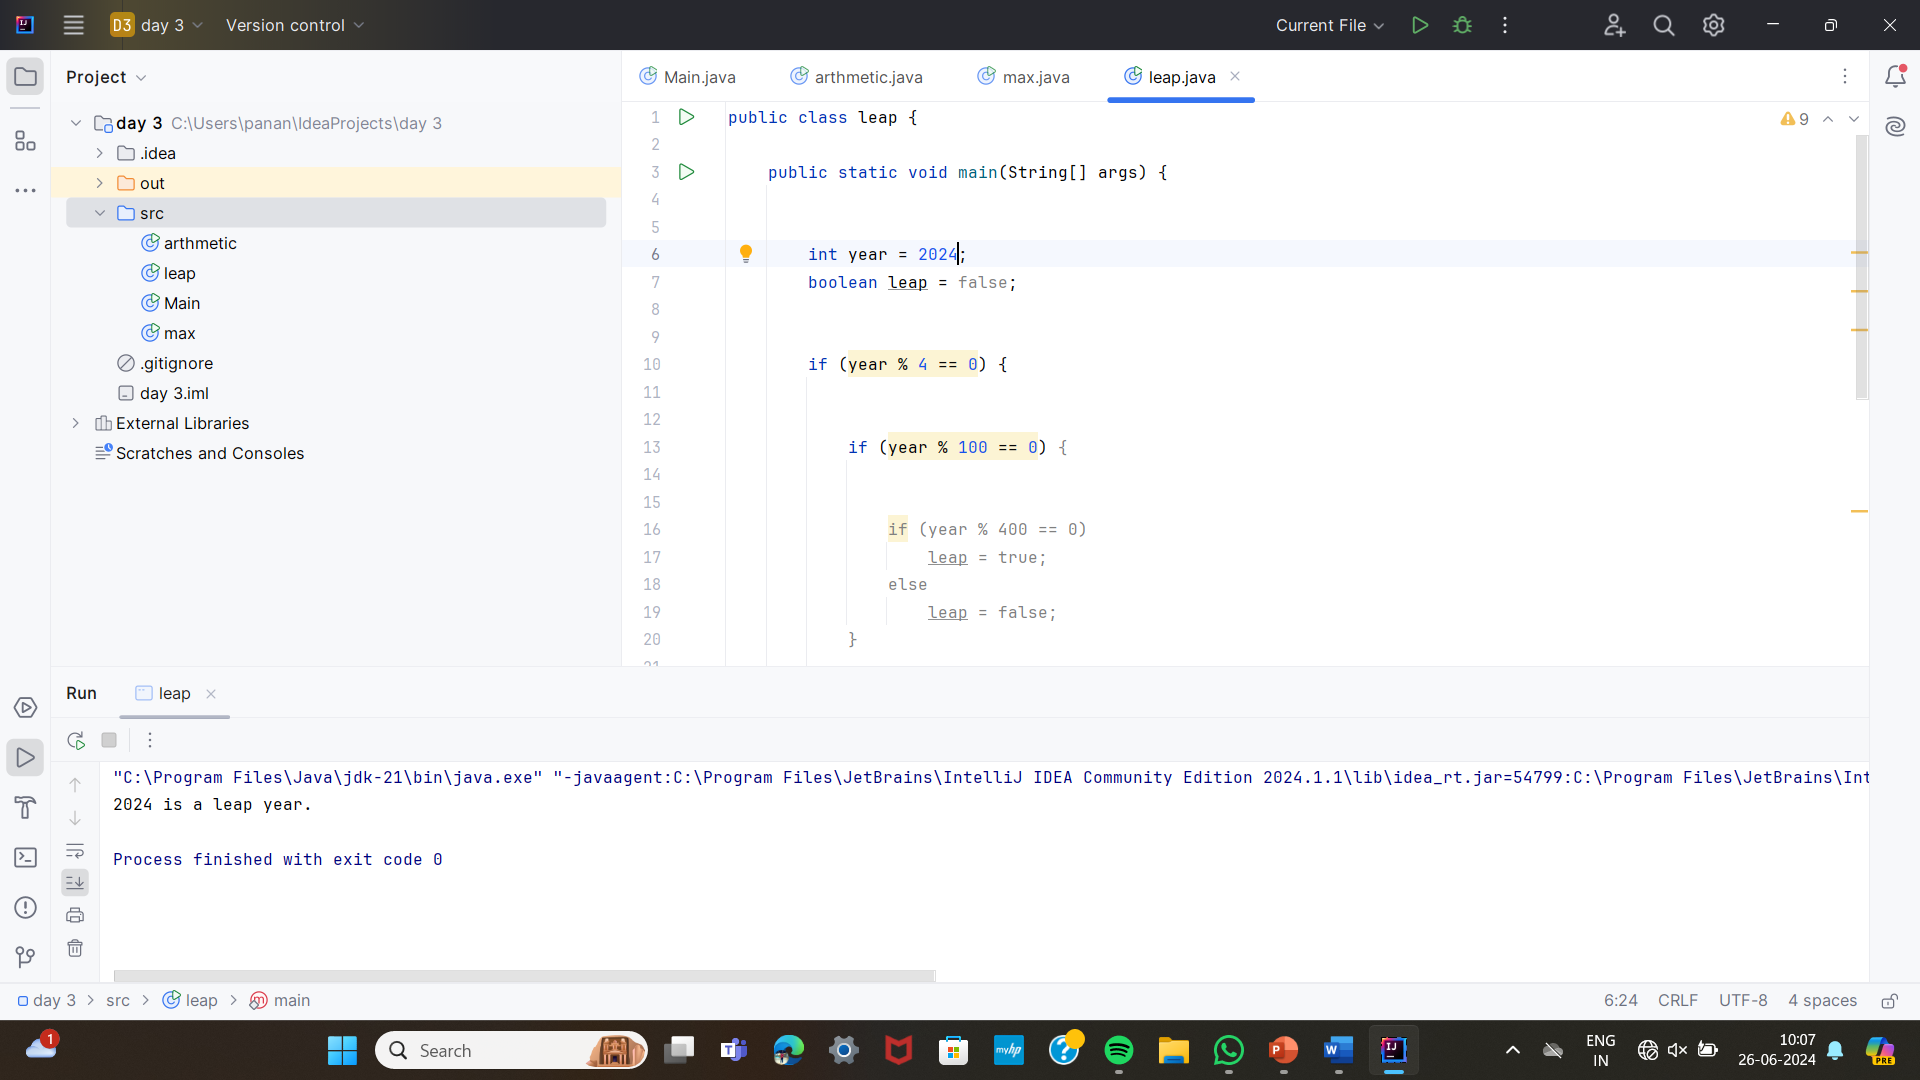 D3 day 3 Version control Current File
Project
Main.java arthmetic.java max.java leap.java
day 3 C:\Users\panan\IdeaProjects\day 3
.idea
out
src
arthmetic
leap
Main
max
.gitignore
day 3.iml
External Libraries
Scratches and Consoles
9
1 public class leap {
2
3 public static void main(String[] args) {
4
5
6 int year = 2024;
7 boolean leap = false;
8
9
10 if (year % 4 == 0) {
11
12
13 if (year % 100 == 0) {
14
15
16 if (year % 400 == 0)
17 leap = true;
18 else
19 leap = false;
20 }
21
Run leap
"C:\Program Files\Java\jdk-21\bin\java.exe" "-javaagent:C:\Program Files\JetBrains\IntelliJ IDEA Community Edition 2024.1.1\lib\idea_rt.jar=54799:C:\Program Files\JetBrains\Int
2024 is a leap year.
Process finished with exit code 0
day 3 > src > leap > main 6:24 CRLF UTF-8 4 spaces
1 Search ENG 10:07
IN 26-06-2024